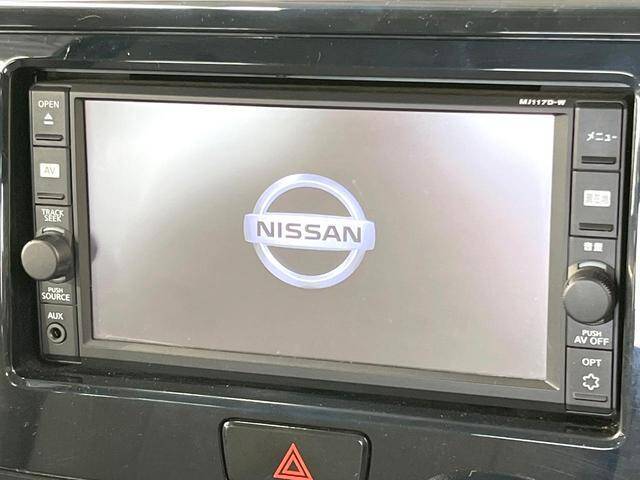 MJ117D-W
OPEN
AV
TRACK
SEEK
PUSH
SOURCE
AUX
NISSAN
メニュー
現在地
音量
PUSH
AV OFF
OPT